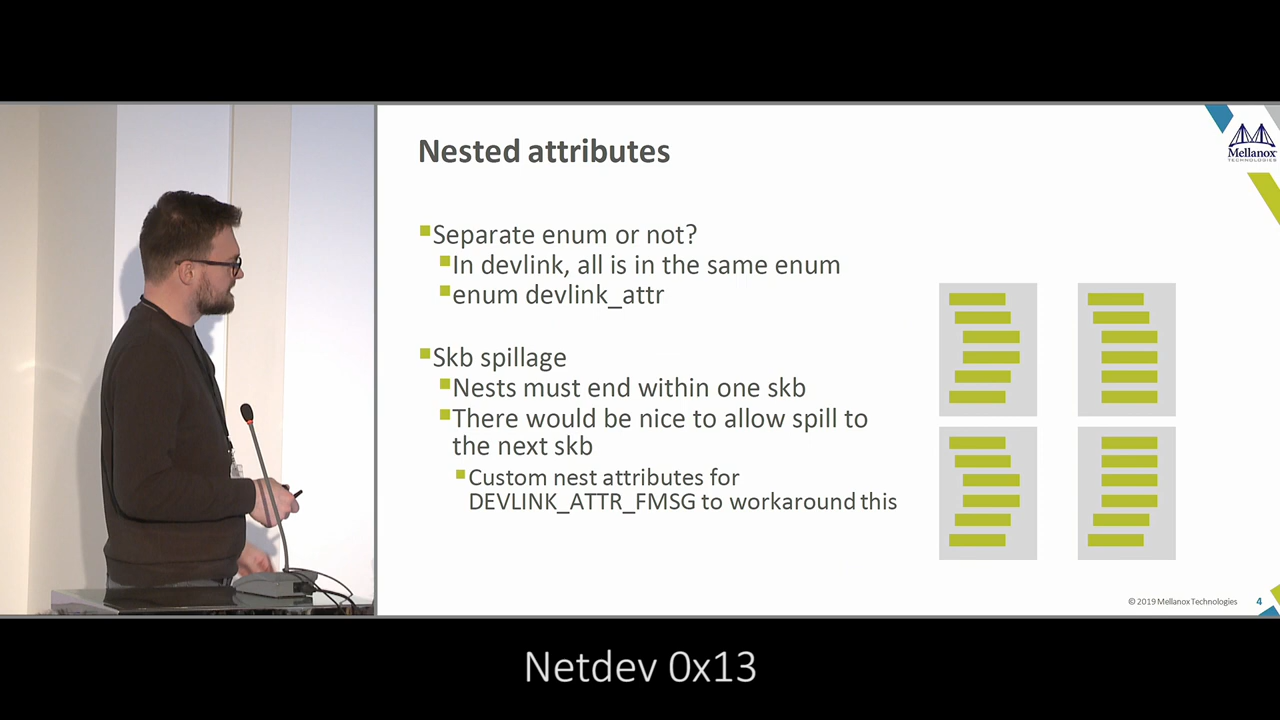 Nested attributes
Mellanox
TECHNOLOGIES
Separate enum or not?
In devlink, all is in the same enum
enum devlink_attr
Skb spillage
Nests must end within one skb
There would be nice to allow spill to
the next skb
Custom nest attributes for
DEVLINK_ATTR_FMSG to workaround this
© 2019 Mellanox Technologies
4
Netdev 0x13